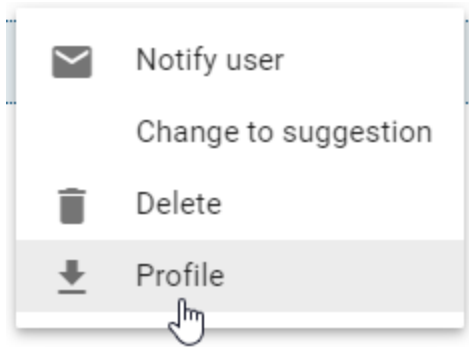 Notify user
Change to suggestion
Delete
Profile